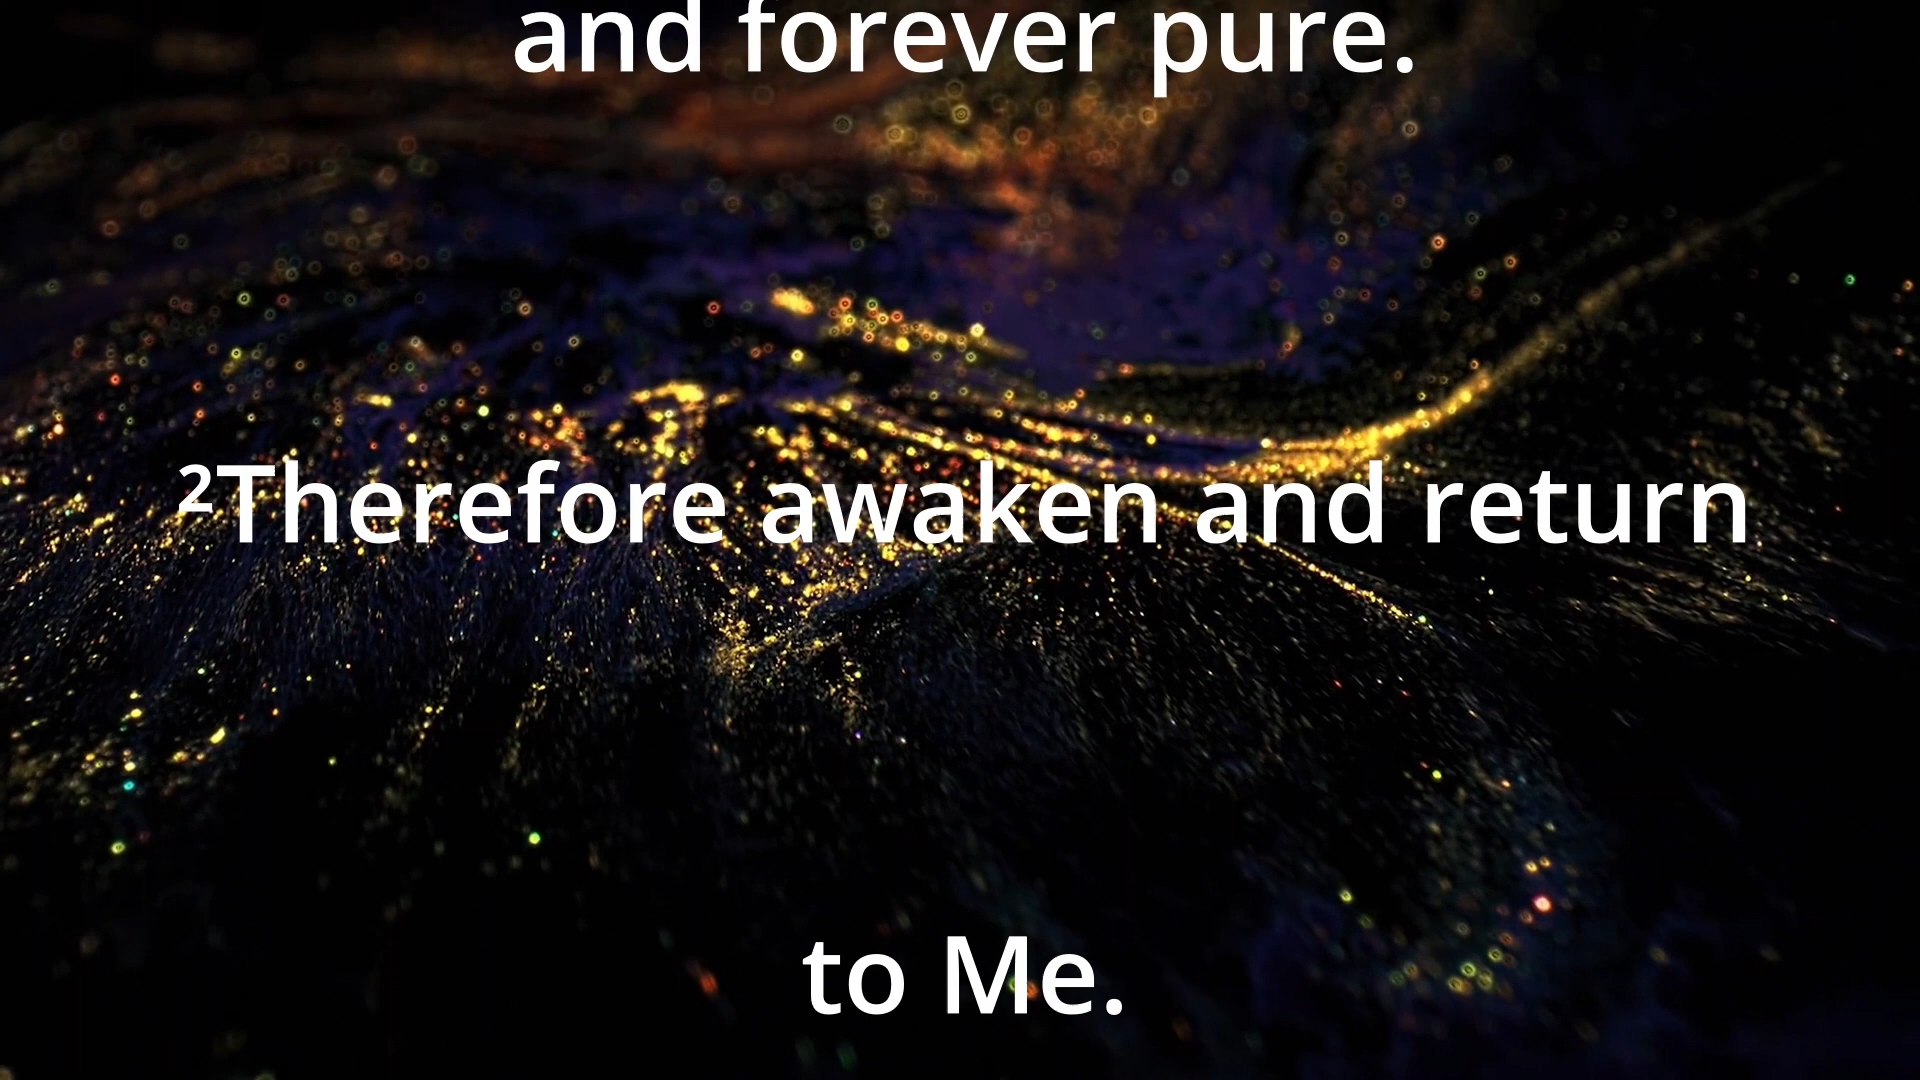 and forever pure.
²Therefore awaken and return
to Me.